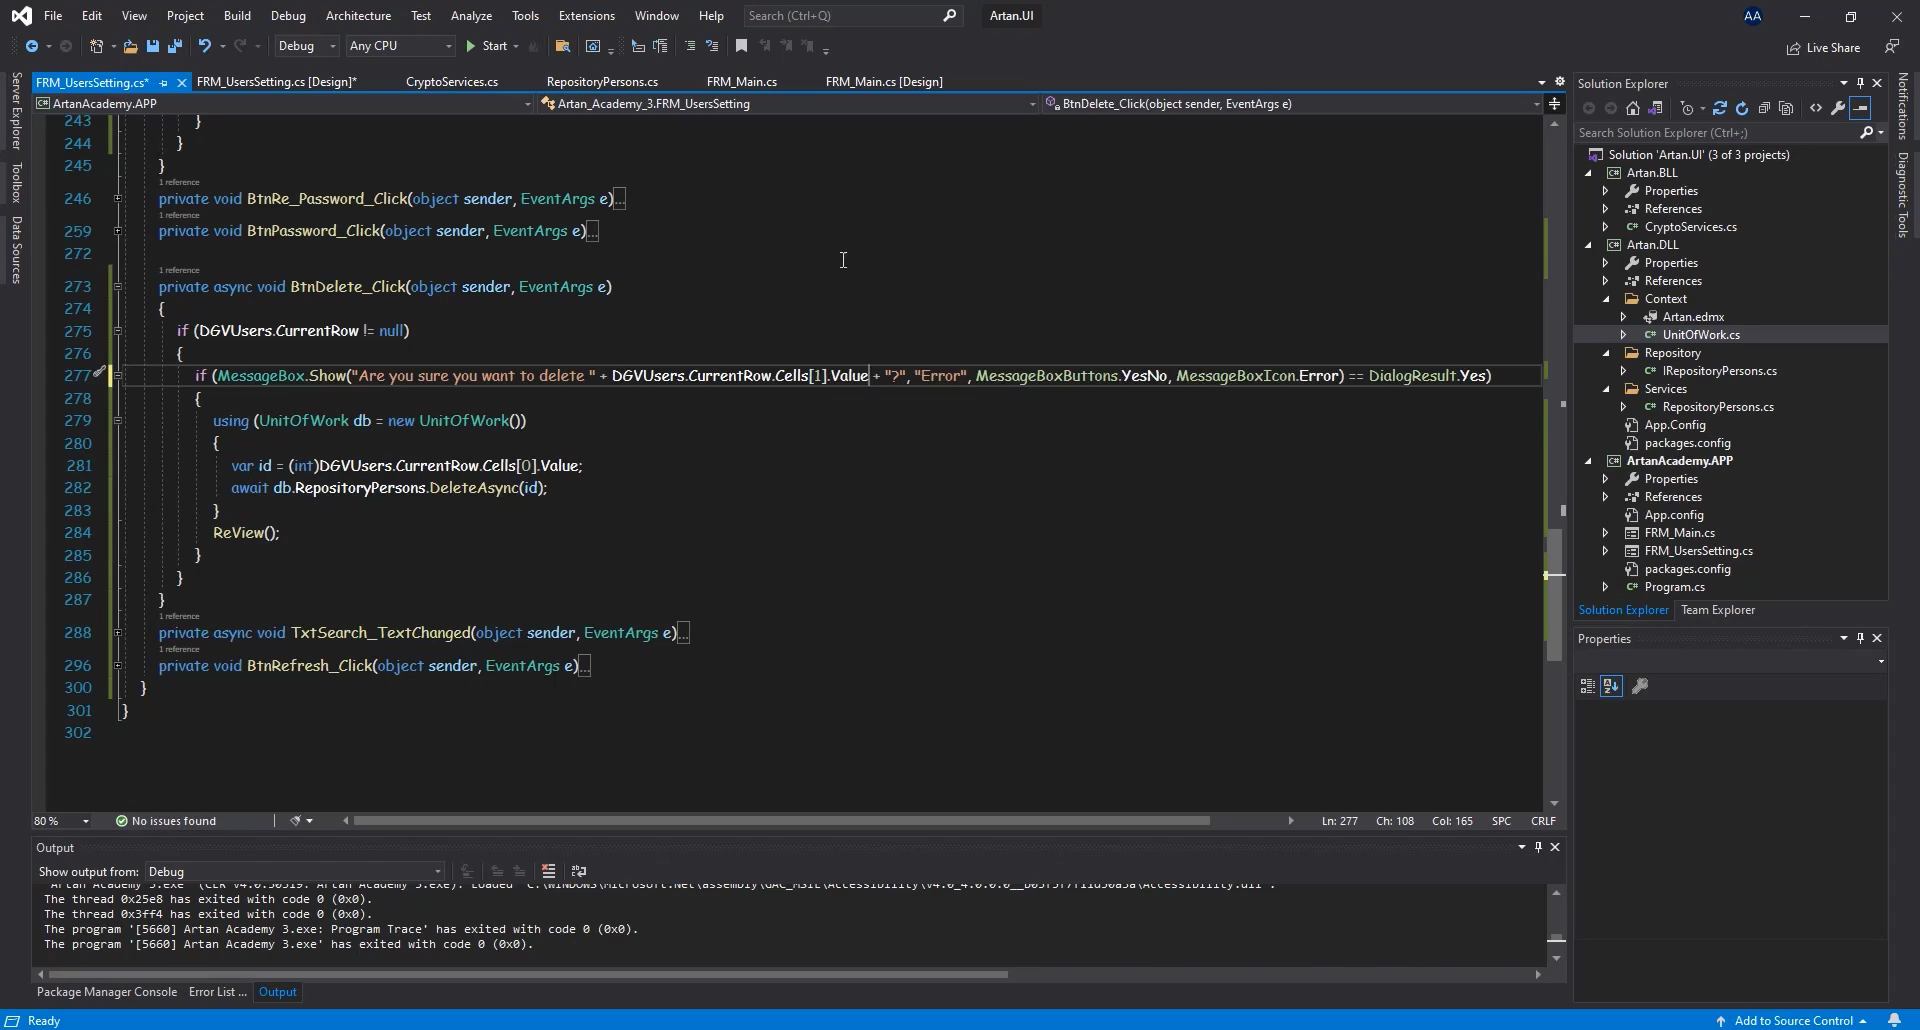 File Edit View Project Build Debug Architecture Test Analyze Tools Extensions Window Help Search (Ctrl+Q) Artan.UI AA
Debug Any CPU Start Live Share
FRM_UsersSetting.cs* FRM_UsersSetting.cs [Design]* CryptoServices.cs RepositoryPersons.cs FRM_Main.cs FRM_Main.cs [Design]
ArtanAcademy.APP Artan_Academy_3.FRM_UsersSetting BtnDelete_Click(object sender, EventArgs e)
Server Explorer
Toolbox
Data Sources
243 }
244 }
245 }
1 reference
246 private void BtnRe_Password_Click(object sender, EventArgs e)...
1 reference
259 private void BtnPassword_Click(object sender, EventArgs e)...
272
1 reference
273 private async void BtnDelete_Click(object sender, EventArgs e)
274 {
275 if (DGVUsers.CurrentRow != null)
276 {
277 if (MessageBox.Show("Are you sure you want to delete " + DGVUsers.CurrentRow.Cells[1].Value + "?", "Error", MessageBoxButtons.YesNo, MessageBoxIcon.Error) == DialogResult.Yes)
278 {
279 using (UnitOfWork db = new UnitOfWork())
280 {
281 var id = (int)DGVUsers.CurrentRow.Cells[0].Value;
282 await db.RepositoryPersons.DeleteAsync(id);
283 }
284 ReView();
285 }
286 }
287 }
1 reference
288 private async void TxtSearch_TextChanged(object sender, EventArgs e)...
1 reference
296 private void BtnRefresh_Click(object sender, EventArgs e)...
300 }
301 }
302
80 % No issues found Ln: 277 Ch: 108 Col: 165 SPC CRLF
Output
Show output from: Debug
The thread 0x25e8 has exited with code 0 (0x0).
The thread 0x3ff4 has exited with code 0 (0x0).
The program '[5660] Artan Academy 3.exe: Program Trace' has exited with code 0 (0x0).
The program '[5660] Artan Academy 3.exe' has exited with code 0 (0x0).
Package Manager Console Error List ... Output
Solution Explorer
Search Solution Explorer (Ctrl+;)
Solution 'Artan.UI' (3 of 3 projects)
Artan.BLL
Properties
References
CryptoServices.cs
Artan.DLL
Properties
References
Context
Artan.edmx
UnitOfWork.cs
Repository
IRepositoryPersons.cs
Services
RepositoryPersons.cs
App.Config
packages.config
ArtanAcademy.APP
Properties
References
App.config
FRM_Main.cs
FRM_UsersSetting.cs
packages.config
Program.cs
Solution Explorer Team Explorer
Properties
Notifications
Diagnostic Tools
Ready Add to Source Control